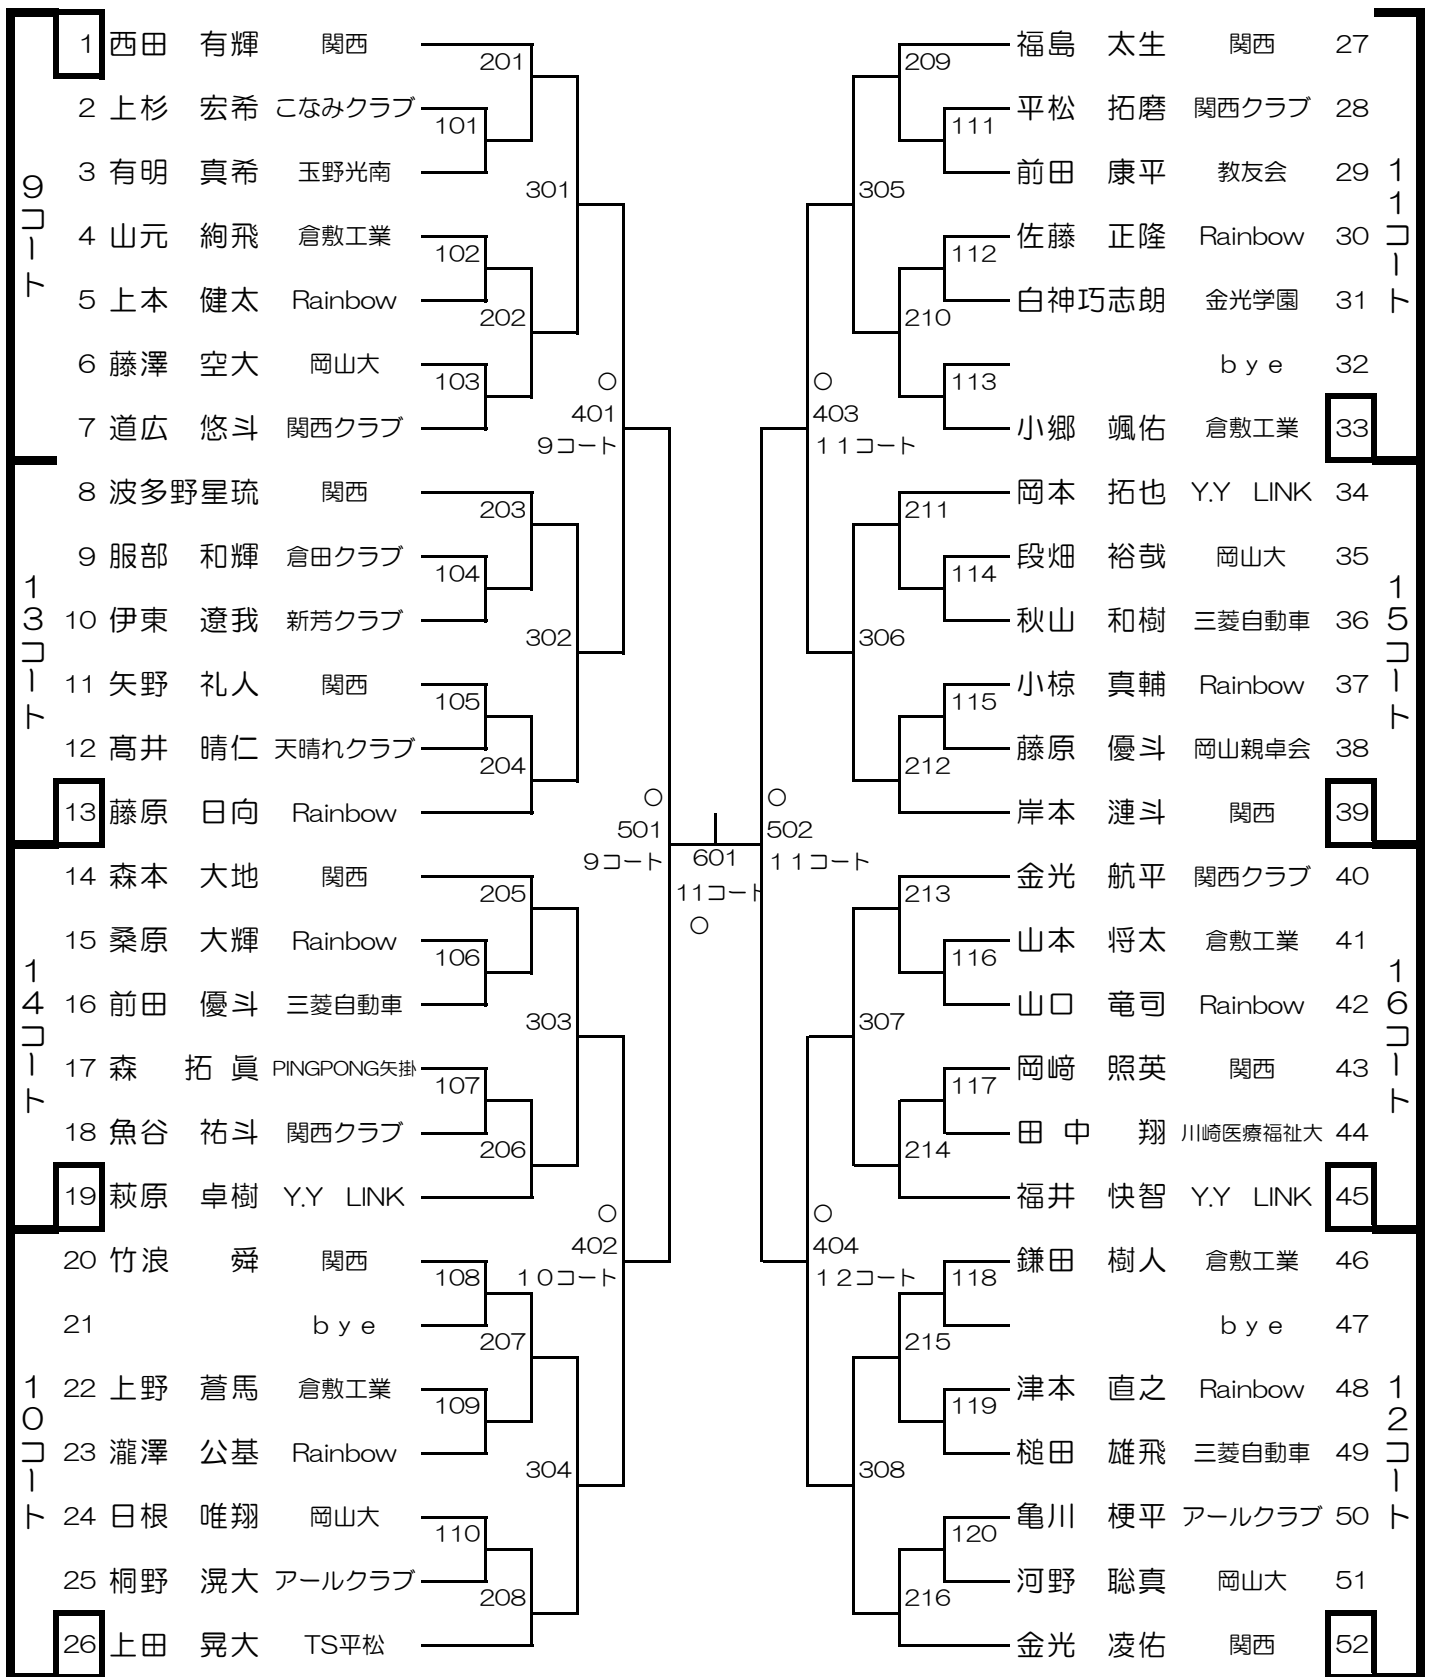 9コート
1 西田 有輝 関西
2 上杉 宏希 こなみクラブ
3 有明 真希 玉野光南
4 山元 絢飛 倉敷工業
5 上本 健太 Rainbow
6 藤澤 空大 岡山大
7 道広 悠斗 関西クラブ
13コート
8 波多野星琉 関西
9 服部 和輝 倉田クラブ
10 伊東 遼我 新芳クラブ
11 矢野 礼人 関西
12 髙井 晴仁 天晴れクラブ
13 藤原 日向 Rainbow
14コート
14 森本 大地 関西
15 桑原 大輝 Rainbow
16 前田 優斗 三菱自動車
17 森 拓眞 PINGPONG矢掛
18 魚谷 祐斗 関西クラブ
19 萩原 卓樹 Y.Y LINK
10コート
20 竹浪 舜 関西
21 bye
22 上野 蒼馬 倉敷工業
23 瀧澤 公基 Rainbow
24 日根 唯翔 岡山大
25 桐野 滉大 アールクラブ
26 上田 晃大 TS平松
101
102
103
104
105
106
107
108
109
110
201
202
203
204
205
206
207
208
301
302
303
304
○
401
9コート
○
402
10コート
○
501
9コート
601
11コート
○
○
502
11コート
○
403
11コート
○
404
12コート
305
306
307
308
209
210
211
212
213
214
215
216
111
112
113
114
115
116
117
118
119
120
福島 太生 関西 27
平松 拓磨 関西クラブ 28
前田 康平 教友会 29
佐藤 正隆 Rainbow 30
白神巧志朗 金光学園 31
bye 32
小郷 颯佑 倉敷工業 33
11コート
岡本 拓也 Y.Y LINK 34
段畑 裕哉 岡山大 35
秋山 和樹 三菱自動車 36
小椋 真輔 Rainbow 37
藤原 優斗 岡山親卓会 38
岸本 漣斗 関西 39
15コート
金光 航平 関西クラブ 40
山本 将太 倉敷工業 41
山口 竜司 Rainbow 42
岡﨑 照英 関西 43
田中 翔 川崎医療福祉大 44
福井 快智 Y.Y LINK 45
16コート
鎌田 樹人 倉敷工業 46
bye 47
津本 直之 Rainbow 48
槌田 雄飛 三菱自動車 49
亀川 梗平 アールクラブ 50
河野 聡真 岡山大 51
金光 凌佑 関西 52
12コート